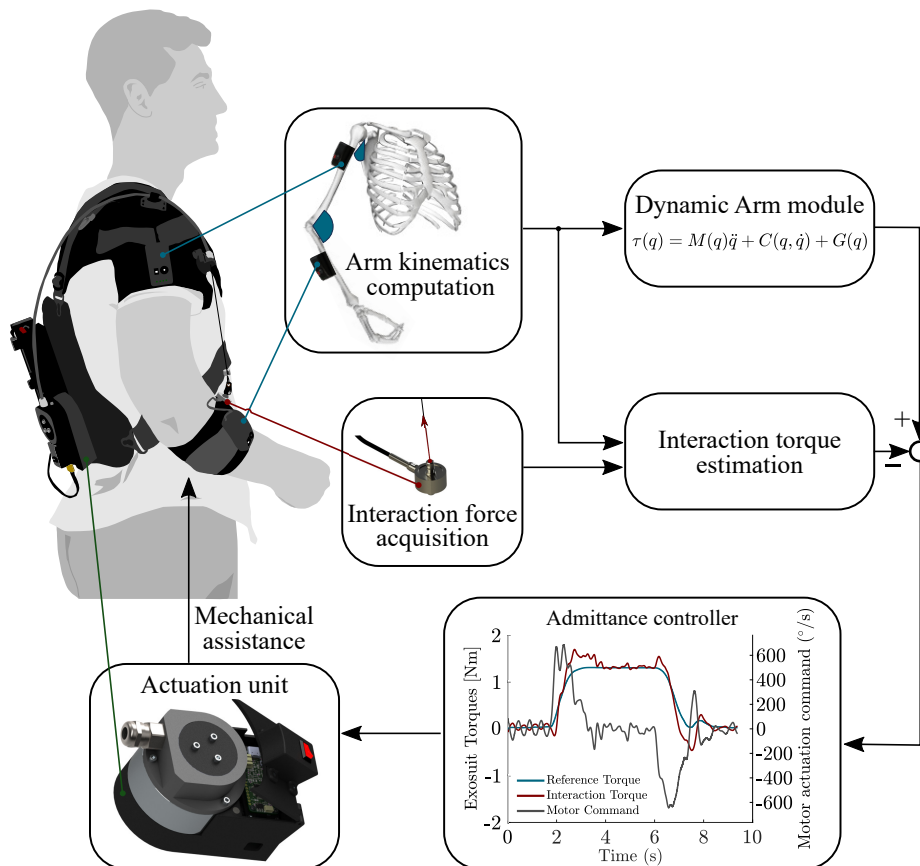 Arm kinematics
computation
Dynamic Arm module
τ(q) = M(q)q̈ + C(q, q̇) + G(q)
Interaction force
acquisition
Interaction torque
estimation
+
−
Mechanical
assistance
Actuation unit
Admittance controller
Exosuit Torques [Nm]
2
1
0
-1
-2
Reference Torque
Interaction Torque
Motor Command
0 2 4 6 8 10
Time (s)
600
400
200
0
-200
-400
-600
Motor actuation command (°/s)